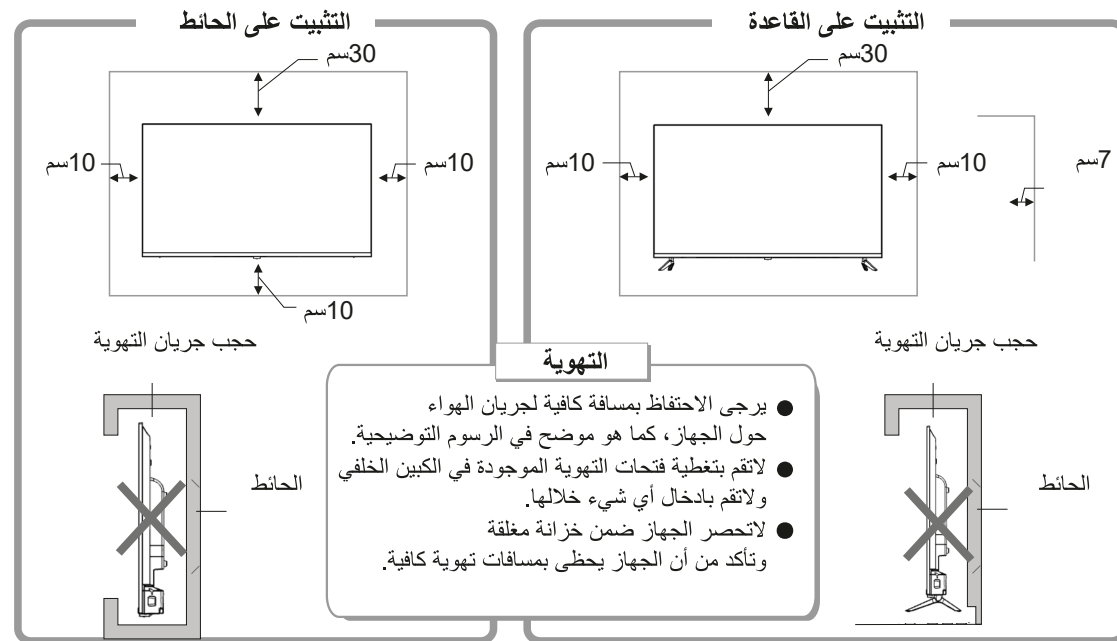 التثبيت على القاعدة
30سم
10سم
10سم
7سم
حجب جريان التهوية
الحائط
التثبيت على الحائط
30سم
10سم
10سم
10سم
حجب جريان التهوية
الحائط
التهوية
● يرجى الاحتفاظ بمسافة كافية لجريان الهواء
حول الجهاز، كما هو موضح في الرسوم التوضيحية.
● لاتقم بتغطية فتحات التهوية الموجودة في الكبين الخلفي
ولاتقم بادخال أي شيء خلالها.
● لاتحصر الجهاز ضمن خزانة مغلقة
وتأكد من أن الجهاز يحظى بمسافات تهوية كافية.